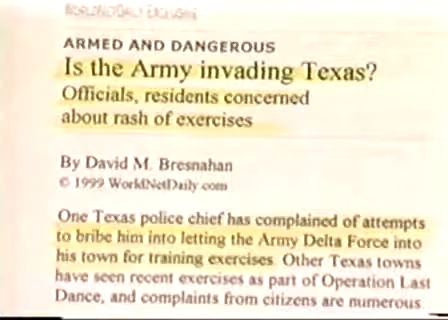 WORLDNETDAILY EXCLUSIVE
ARMED AND DANGEROUS
Is the Army invading Texas?
Officials, residents concerned
about rash of exercises
By David M. Bresnahan
© 1999 WorldNetDaily.com
One Texas police chief has complained of attempts
to bribe him into letting the Army Delta Force into
his town for training exercises. Other Texas towns
have seen recent exercises as part of Operation Last
Dance, and complaints from citizens are numerous.